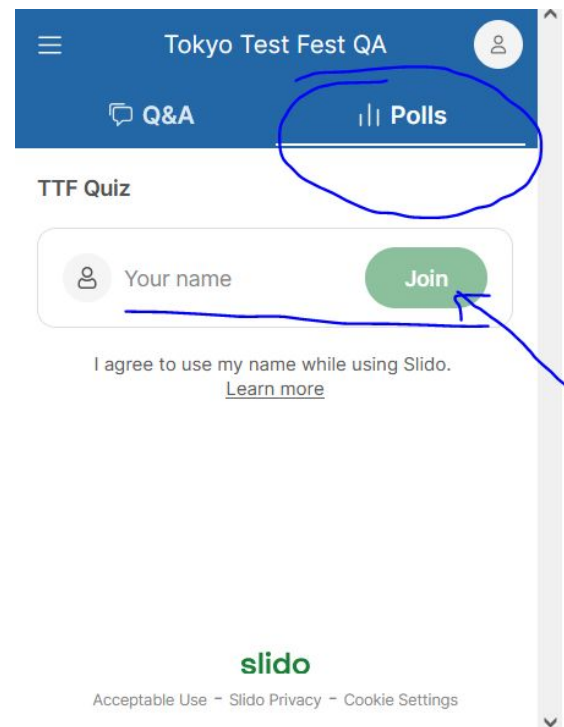 Tokyo Test Fest QA
Q&A Polls
TTF Quiz
Your name Join
I agree to use my name while using Slido.
Learn more
slido
Acceptable Use - Slido Privacy - Cookie Settings